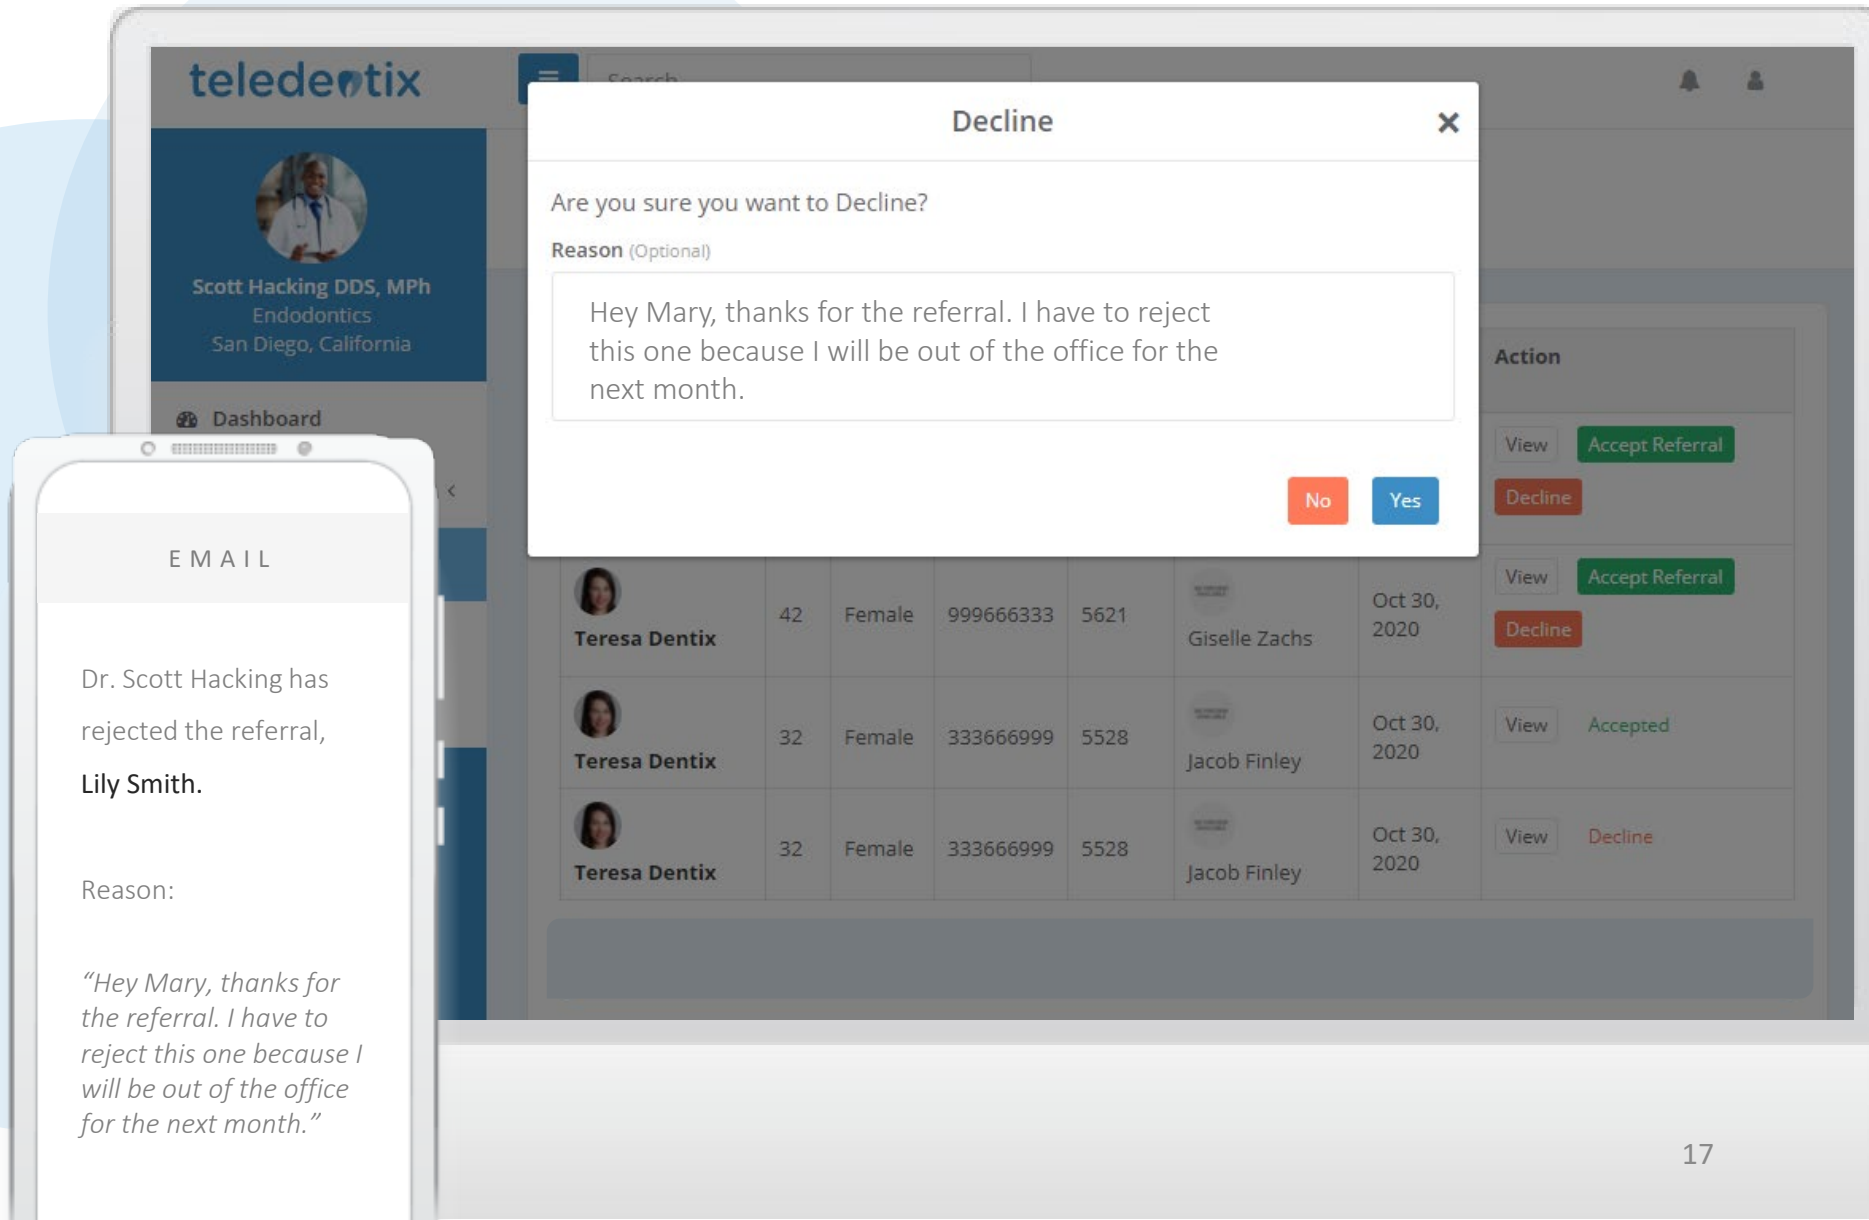 teledentix
Search
Decline
Are you sure you want to Decline?
Reason (Optional)
Hey Mary, thanks for the referral. I have to reject
this one because I will be out of the office for the
next month.
No Yes
Scott Hacking DDS, MPh
Endodontics
San Diego, California
Dashboard
Action
View Accept Referral
Decline
Teresa Dentix 42 Female 999666333 5621 Giselle Zachs Oct 30,
2020
View Accept Referral
Decline
Teresa Dentix 32 Female 333666999 5528 Jacob Finley Oct 30,
2020
View Accepted
Teresa Dentix 32 Female 333666999 5528 Jacob Finley Oct 30,
2020
View Decline
EMAIL
Dr. Scott Hacking has
rejected the referral,
Lily Smith.
Reason:
“Hey Mary, thanks for
the referral. I have to
reject this one because I
will be out of the office
for the next month.”
17